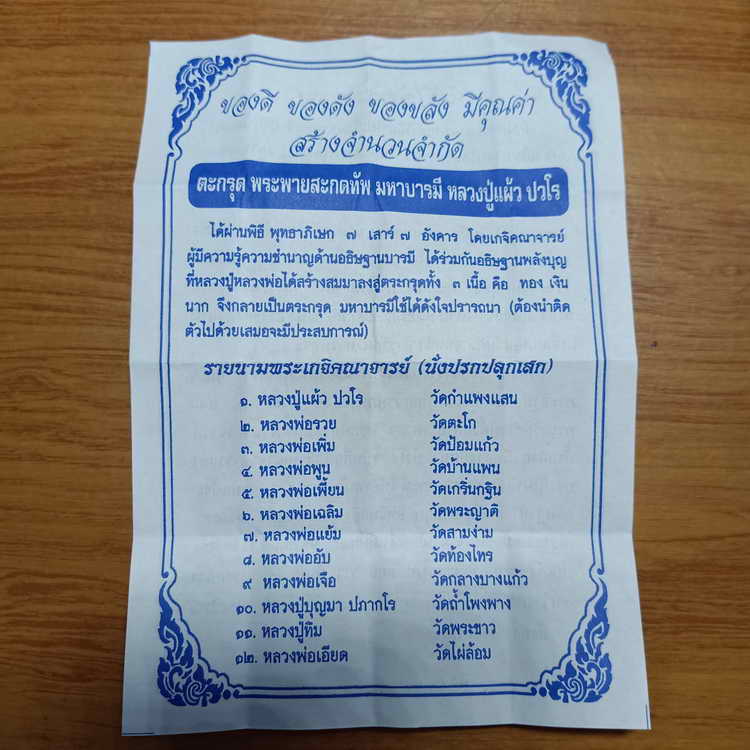 ของดี ของดัง ของขลัง มีคุณค่า
สร้างจำนวนจำกัด
ตะกรุด พระพายสะกดทัพ มหาบารมี หลวงปู่แผ้ว ปวโร
ได้ผ่านพิธี พุทธาภิเษก ๗ เสาร์ ๗ อังคาร โดยเกจิคณาจารย์
ผู้มีความรู้ความชำนาญด้านอธิษฐานบารมี ได้ร่วมกันอธิษฐานพลังบุญ
ที่หลวงปู่หลวงพ่อได้สร้างสมมาลงสู่ตระกรุดทั้ง ๓ เนื้อ คือ ทอง เงิน
นาก จึงกลายเป็นตระกรุด มหาบารมีใช้ได้ดังใจปรารถนา (ต้องนำติด
ตัวไปด้วยเสมอจะมีประสบการณ์)
รายนามพระเกจิคณาจารย์ (นั่งปรกปลุกเสก)
๑. หลวงปู่แผ้ว ปวโร วัดกำแพงแสน
๒. หลวงพ่อรวย วัดตะโก
๓. หลวงพ่อเพิ่ม วัดป้อมแก้ว
๔. หลวงพ่อพูน วัดบ้านแพน
๕. หลวงพ่อเพี้ยน วัดเกริ่นกฐิน
๖. หลวงพ่อเฉลิม วัดพระญาติ
๗. หลวงพ่อแย้ม วัดสามง่าม
๘. หลวงพ่ออับ วัดท้องไทร
๙ หลวงพ่อเจือ วัดกลางบางแก้ว
๑๐. หลวงปู่บุญมา ปภากโร วัดถ้ำโพงพาง
๑๑. หลวงปู่ทิม วัดพระขาว
๑๒. หลวงพ่อเอียด วัดไผ่ล้อม